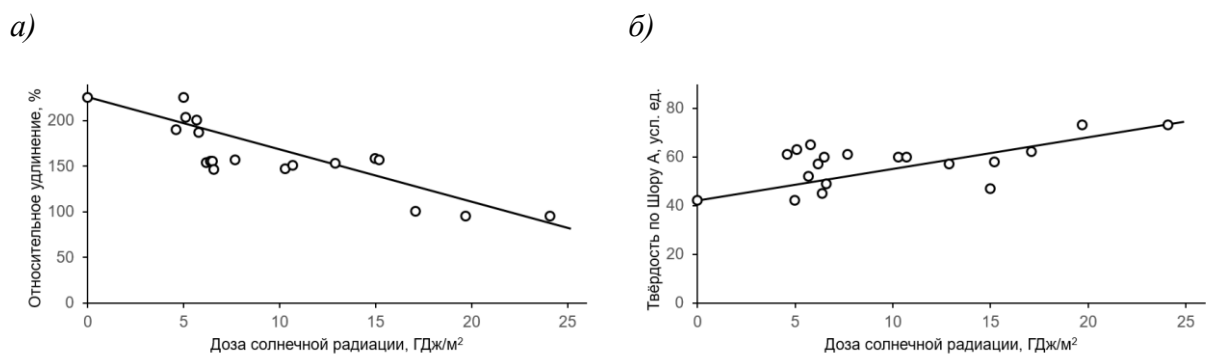 а)
Относительное удлинение, %
200
150
100
50
0
0 5 10 15 20 25
Доза солнечной радиации, ГДж/м²
б)
Твёрдость по Шору А, усл. ед.
80
60
40
20
0
0 5 10 15 20 25
Доза солнечной радиации, ГДж/м²